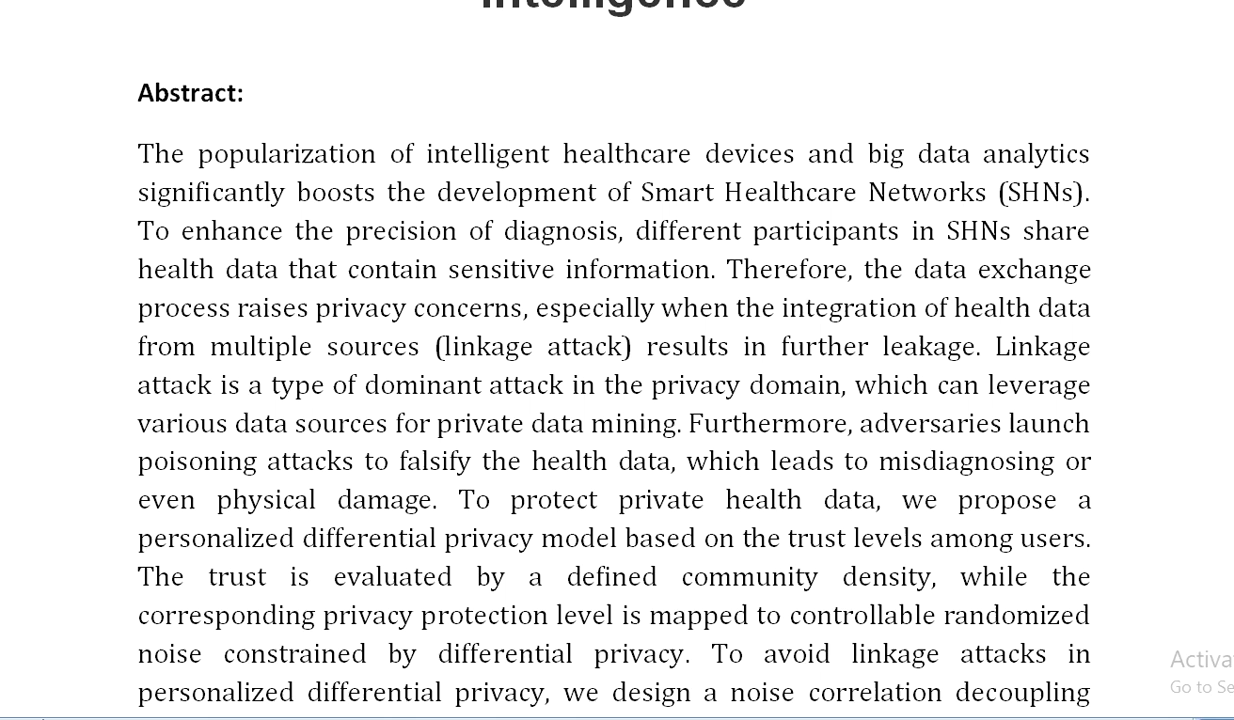 Intelligence
Abstract:
The popularization of intelligent healthcare devices and big data analytics
significantly boosts the development of Smart Healthcare Networks (SHNs).
To enhance the precision of diagnosis, different participants in SHNs share
health data that contain sensitive information. Therefore, the data exchange
process raises privacy concerns, especially when the integration of health data
from multiple sources (linkage attack) results in further leakage. Linkage
attack is a type of dominant attack in the privacy domain, which can leverage
various data sources for private data mining. Furthermore, adversaries launch
poisoning attacks to falsify the health data, which leads to misdiagnosing or
even physical damage. To protect private health data, we propose a
personalized differential privacy model based on the trust levels among users.
The trust is evaluated by a defined community density, while the
corresponding privacy protection level is mapped to controllable randomized
noise constrained by differential privacy. To avoid linkage attacks in
personalized differential privacy, we design a noise correlation decoupling
Activa
Go to Se